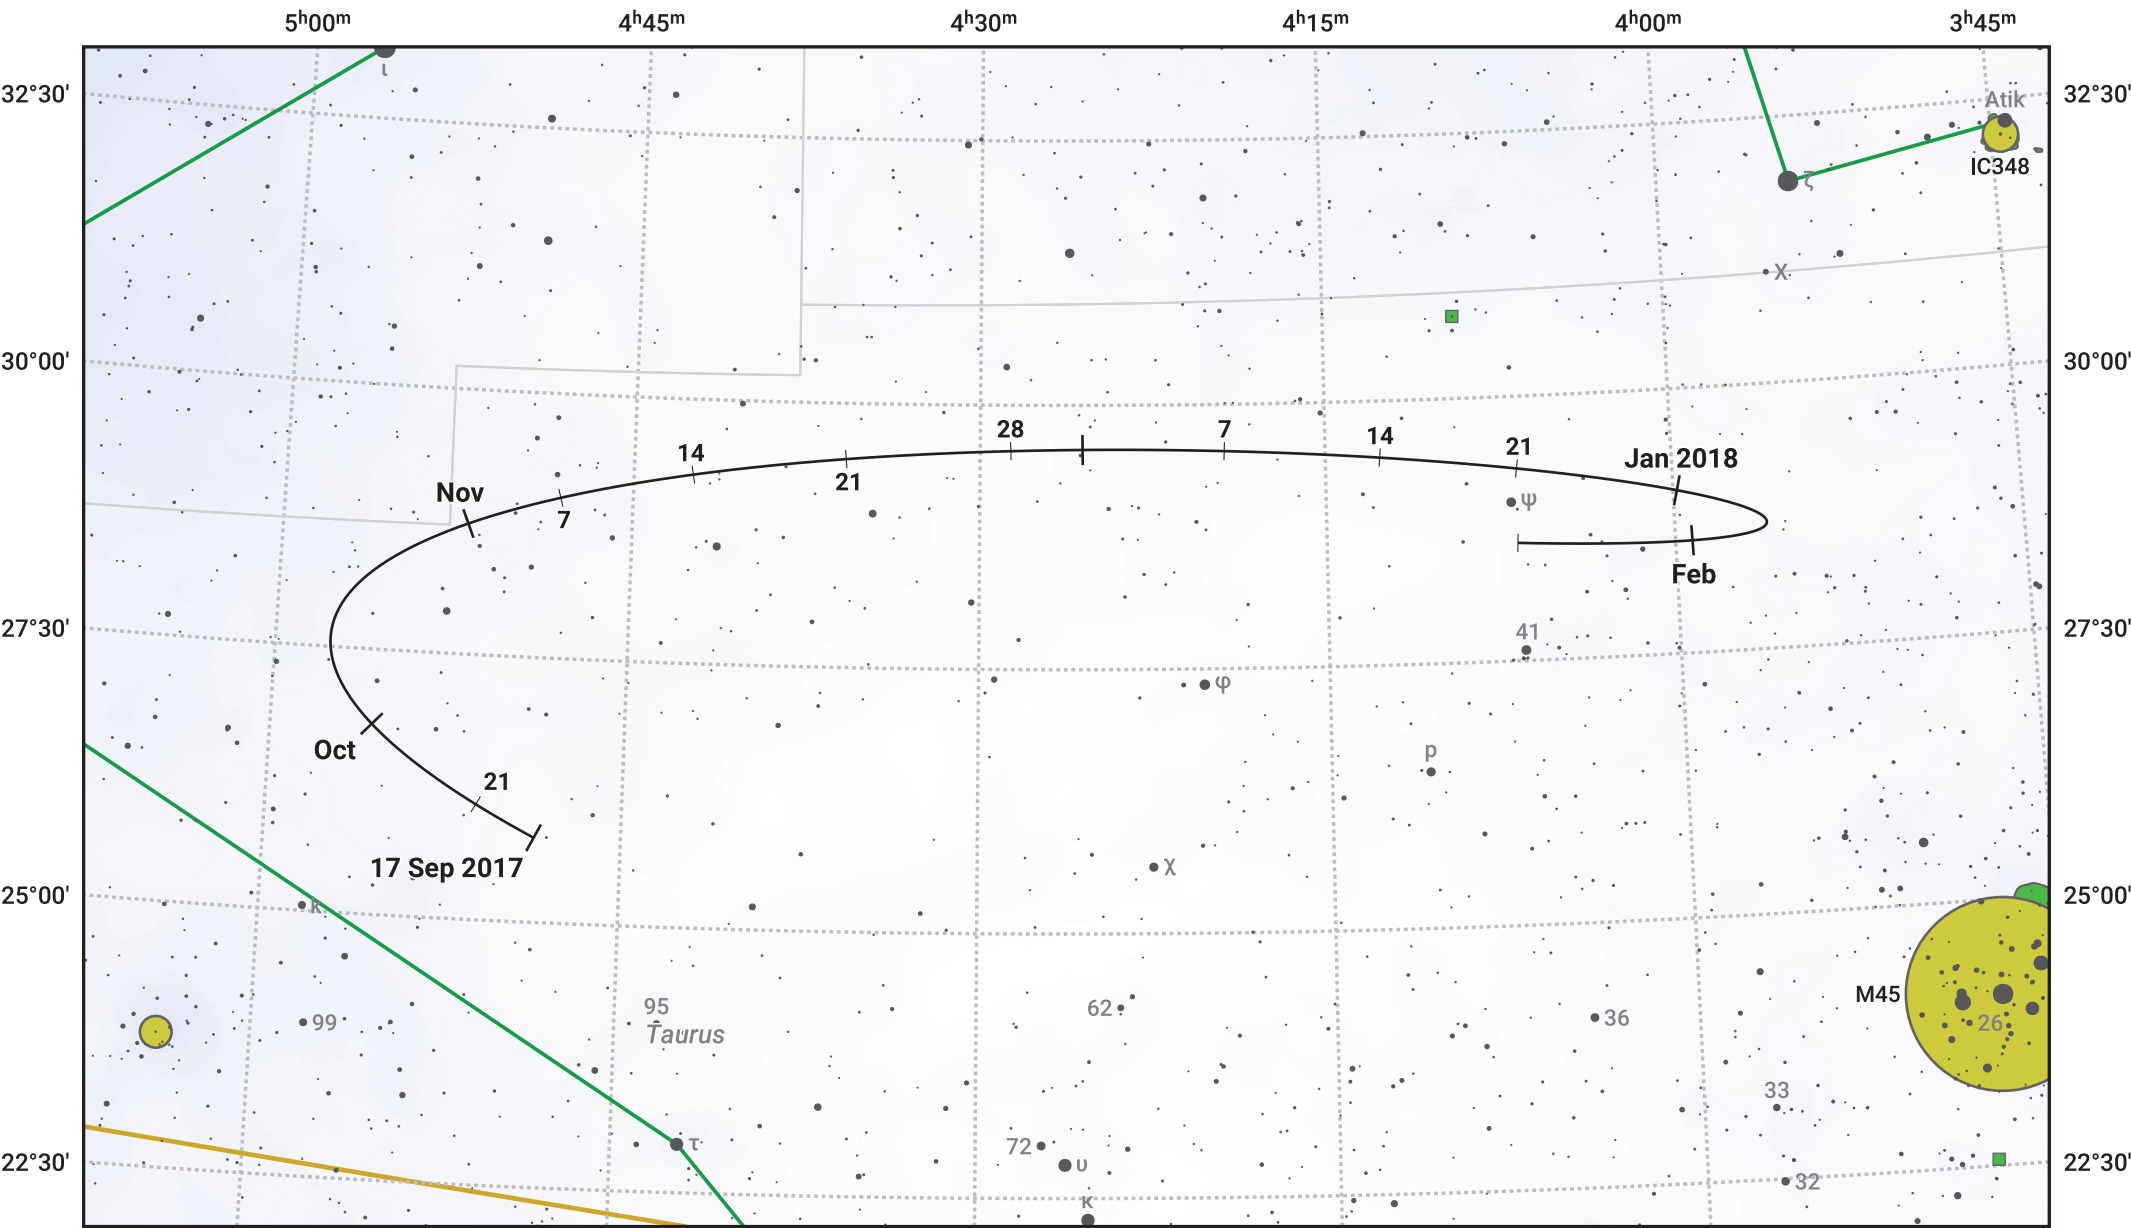 5ʰ00ᵐ 4ʰ45ᵐ 4ʰ30ᵐ 4ʰ15ᵐ 4ʰ00ᵐ 3ʰ45ᵐ
ι
32°30' 32°30'
Atik
IC348
ζ
X
30°00' 30°00'
28 7 14 21
14 21
Jan 2018
Nov
7
ψ
Feb
27°30' 27°30'
41
φ
Oct
p
21
17 Sep 2017
χ
25°00' 25°00'
k
M45
99 95 62 36 26
Taurus
33
τ 72 υ
22°30' 22°30'
32
κ